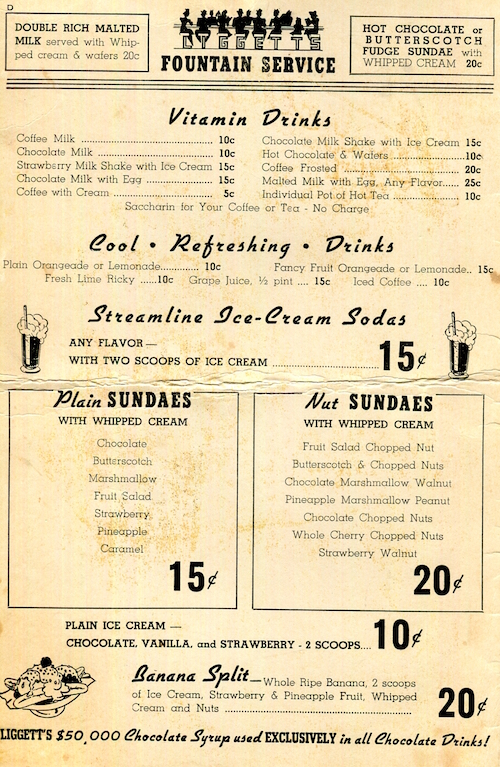 D
DOUBLE RICH MALTED
MILK served with Whip-
ped cream & wafers 20c
LYGGETTS
FOUNTAIN SERVICE
HOT CHOCOLATE or
BUTTERSCOTCH
FUDGE SUNDAE with
WHIPPED CREAM 20c
Vitamin Drinks
Coffee Milk ........ 10c
Chocolate Milk ........ 10c
Strawberry Milk Shake with Ice Cream 15c
Chocolate Milk with Egg ........ 15c
Coffee with Cream ........ 5c
Chocolate Milk Shake with Ice Cream 15c
Hot Chocolate & Wafers ........ 10c
Coffee Frosted ........ 20c
Malted Milk with Egg, Any Flavor...... 25c
Individual Pot of Hot Tea ........ 10c
Saccharin for Your Coffee or Tea - No Charge
Cool • Refreshing • Drinks
Plain Orangeade or Lemonade............. 10c
Fancy Fruit Orangeade or Lemonade.. 15c
Fresh Lime Ricky ......10c Grape Juice, ½ pint .... 15c Iced Coffee .... 10c
Streamline Ice-Cream Sodas
ANY FLAVOR—
WITH TWO SCOOPS OF ICE CREAM ........ 15¢
Plain SUNDAES
WITH WHIPPED CREAM
Chocolate
Butterscotch
Marshmallow
Fruit Salad
Strawberry
Pineapple
Caramel
15¢
Nut SUNDAES
WITH WHIPPED CREAM
Fruit Salad Chopped Nut
Butterscotch & Chopped Nuts
Chocolate Marshmallow Walnut
Pineapple Marshmallow Peanut
Chocolate Chopped Nuts
Whole Cherry Chopped Nuts
Strawberry Walnut
20¢
PLAIN ICE CREAM —
CHOCOLATE, VANILLA, and STRAWBERRY - 2 SCOOPS.... 10¢
Banana Split—Whole Ripe Banana, 2 scoops
of Ice Cream, Strawberry & Pineapple Fruit, Whipped
Cream and Nuts ........ 20¢
LIGGETT'S $50,000 Chocolate Syrup used EXCLUSIVELY in all Chocolate Drinks!